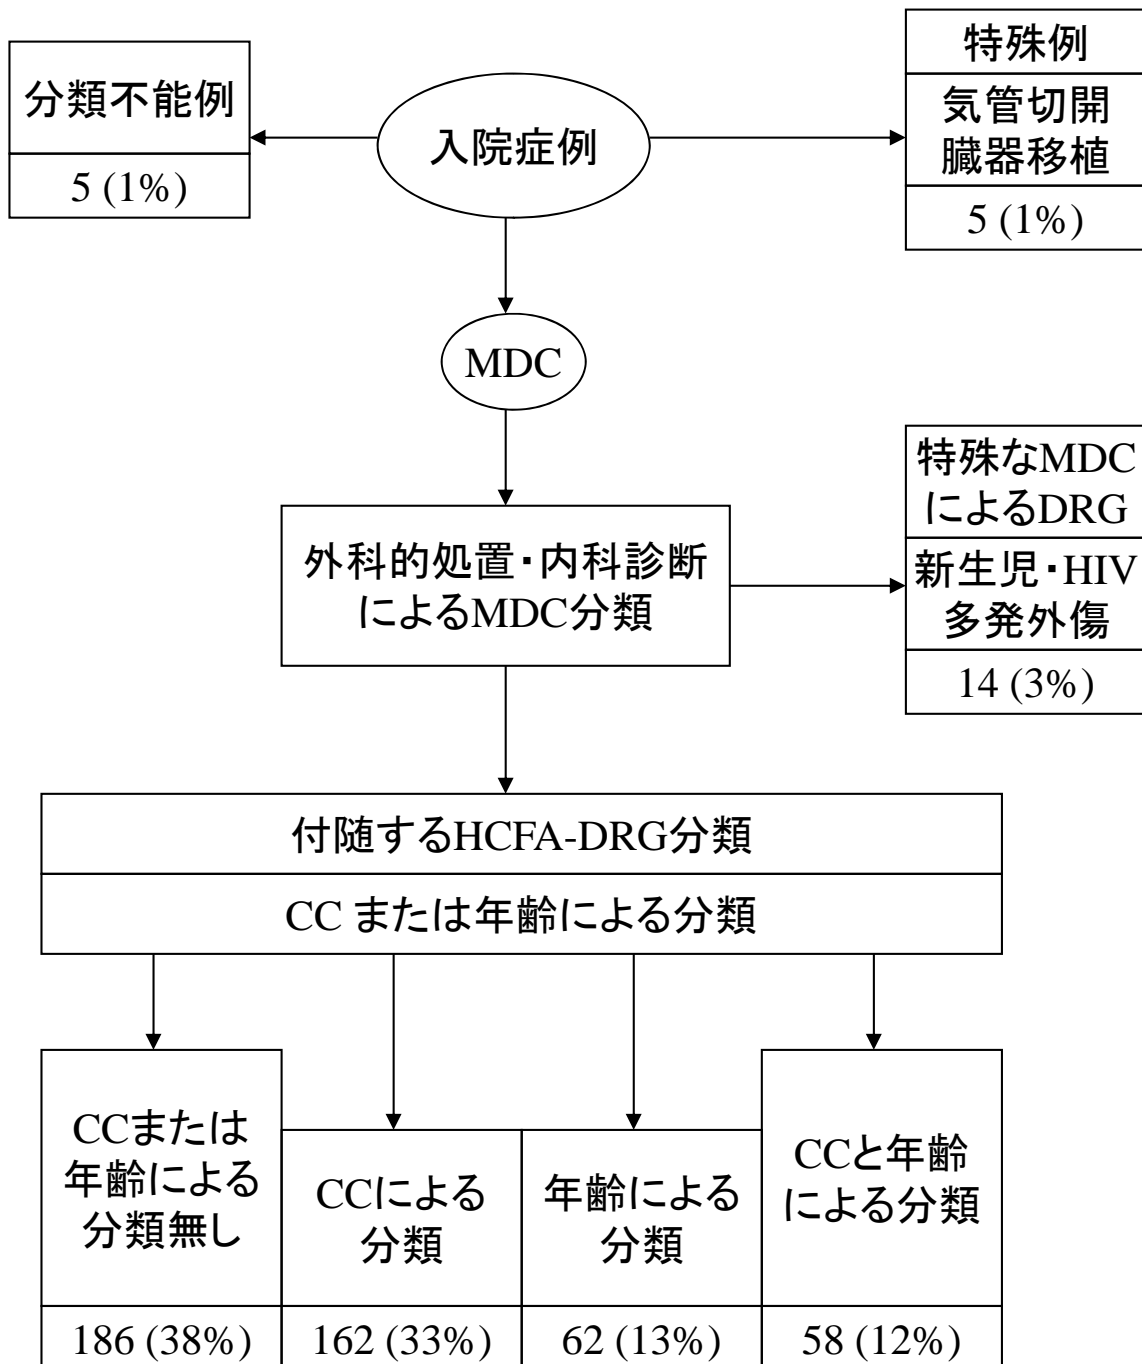 分類不能例
5 (1%)
入院症例
特殊例
気管切開
臓器移植
5 (1%)
MDC
外科的処置・内科診断
によるMDC分類
特殊なMDC
によるDRG
新生児・HIV
多発外傷
14 (3%)
付随するHCFA-DRG分類
CC または年齢による分類
CCまたは
年齢による
分類無し
186 (38%)
CCによる
分類
162 (33%)
年齢による
分類
62 (13%)
CCと年齢
による分類
58 (12%)